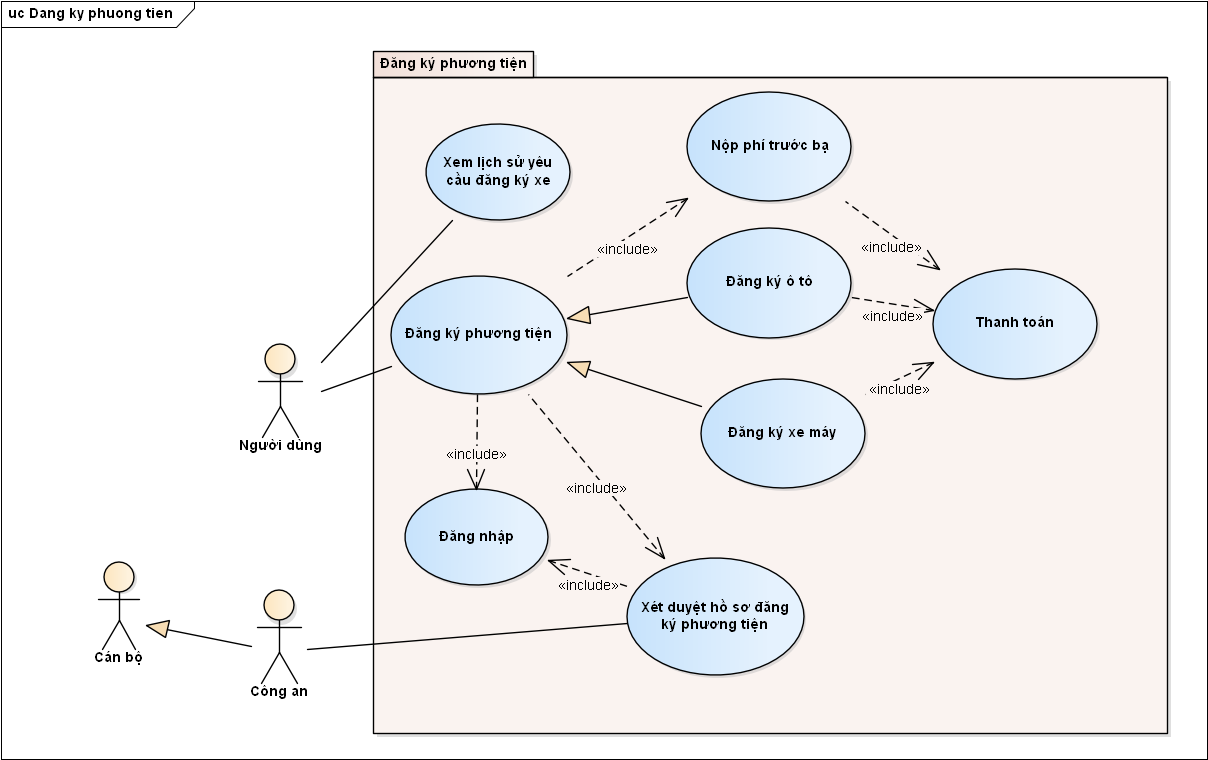 uc Dang ky phuong tien
Đăng ký phương tiện
Nộp phí trước bạ
Xem lịch sử yêu
cầu đăng ký xe
«include»
«include»
Đăng ký ô tô
«include»
Thanh toán
Đăng ký phương tiện
«include»
Đăng ký xe máy
Người dùng
«include»
«include»
Đăng nhập
«include»
Xét duyệt hồ sơ đăng
ký phương tiện
Cán bộ
Công an